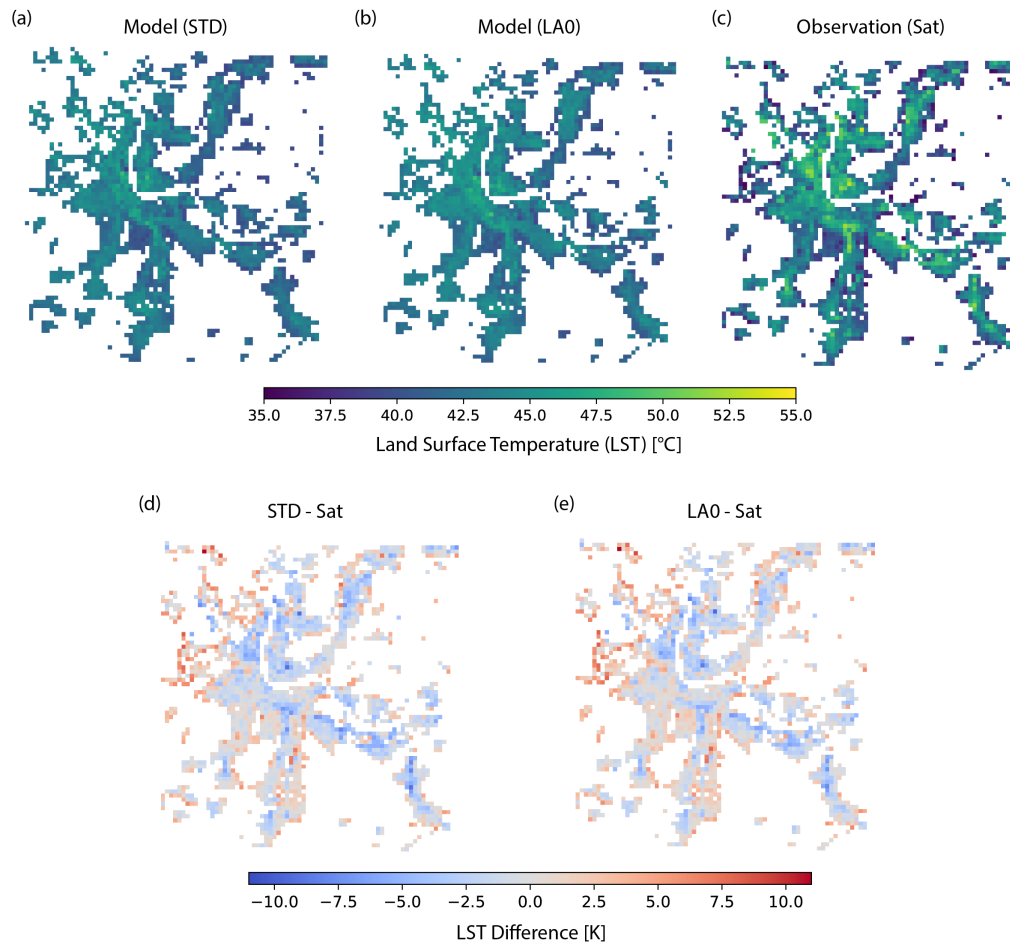 (a) Model (STD)
(b) Model (LA0)
(c) Observation (Sat)
35.0 37.5 40.0 42.5 45.0 47.5 50.0 52.5 55.0
Land Surface Temperature (LST) [°C]
(d) STD - Sat
(e) LA0 - Sat
−10.0 −7.5 −5.0 −2.5 0.0 2.5 5.0 7.5 10.0
LST Difference [K]